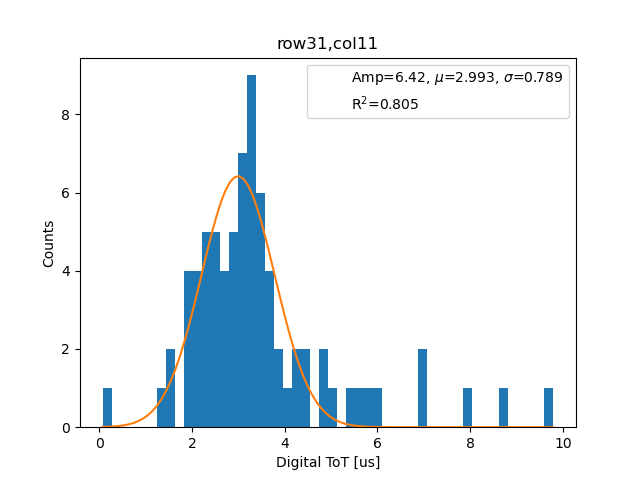 row31,col11
Amp=6.42, μ=2.993, σ=0.789
R²=0.805
Counts
8
6
4
2
0
0 2 4 6 8 10
Digital ToT [us]